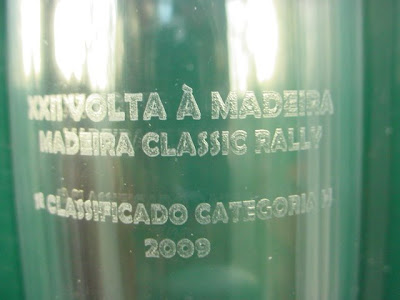 XXII VOLTA À MADEIRA
MADEIRA CLASSIC RALLY
CLASSIFICADO CATEGORIA H
2009